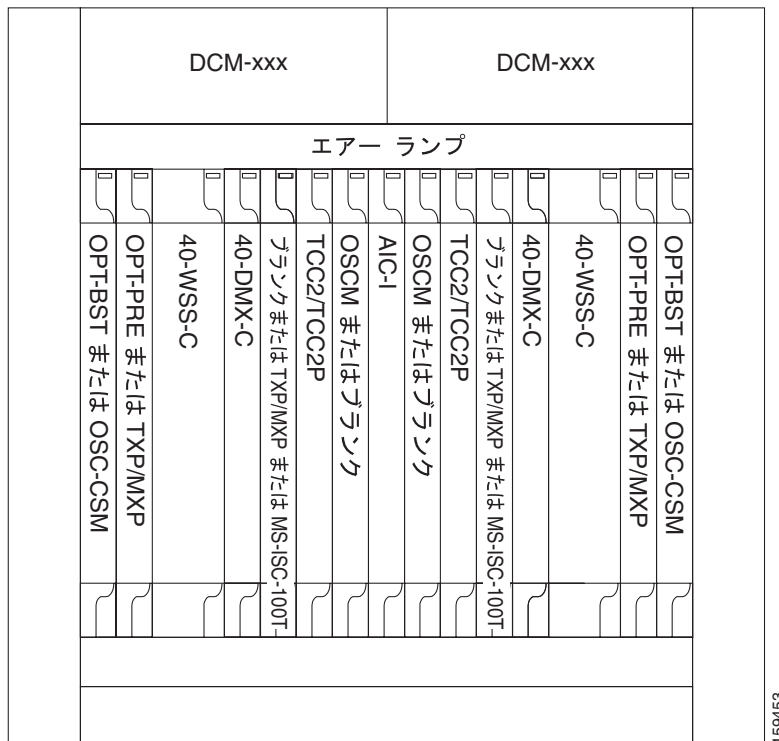 DCM-xxx
DCM-xxx
エアー ランプ
OPT-BST または OSC-CSM
OPT-PRE または TXP/MXP
40-WSS-C
40-DMX-C
ブランクまたは TXP/MXP または MS-ISC-100T
TCC2/TCC2P
OSCM またはブランク
AIC-I
OSCM またはブランク
TCC2/TCC2P
ブランクまたは TXP/MXP または MS-ISC-100T
40-DMX-C
40-WSS-C
OPT-PRE または TXP/MXP
OPT-BST または OSC-CSM